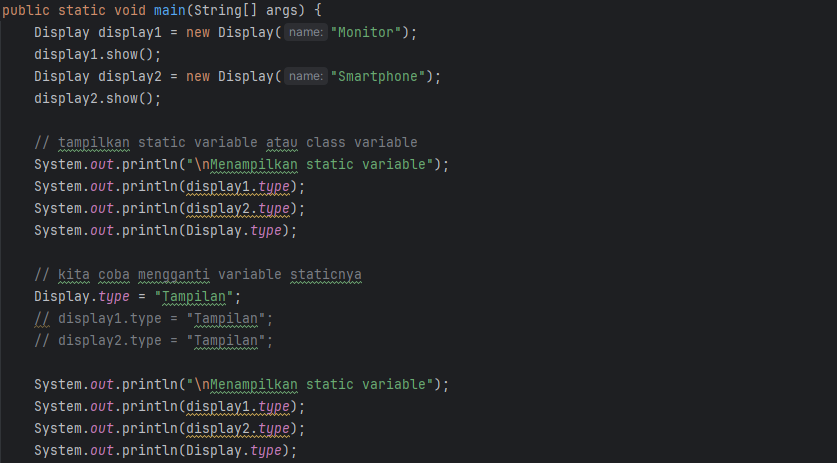 public static void main(String[] args) {
Display display1 = new Display( name: "Monitor");
display1.show();
Display display2 = new Display( name: "Smartphone");
display2.show();
// tampilkan static variable atau class variable
System.out.println("\nMenampilkan static variable");
System.out.println(display1.type);
System.out.println(display2.type);
System.out.println(Display.type);
// kita coba mengganti variable staticnya
Display.type = "Tampilan";
// display1.type = "Tampilan";
// display2.type = "Tampilan";
System.out.println("\nMenampilkan static variable");
System.out.println(display1.type);
System.out.println(display2.type);
System.out.println(Display.type);